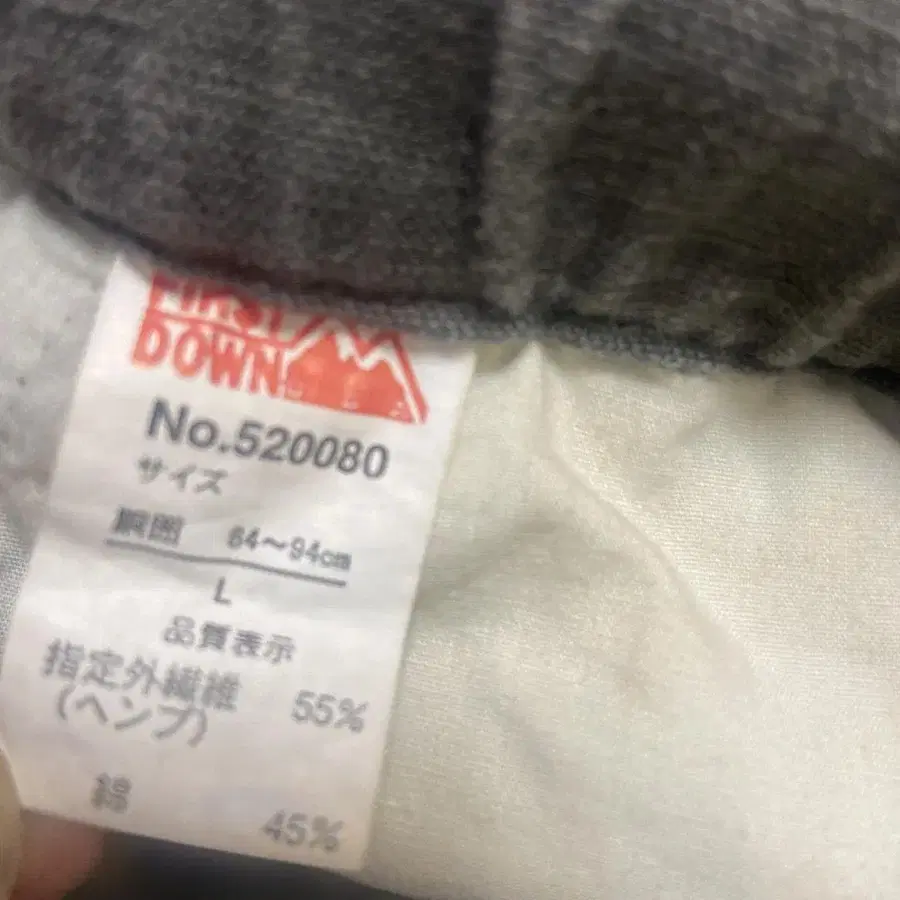 FIRST
DOWN
No.520080
サイズ
胴囲 84～94cm
L
品質表示
指定外繊維
(ヘンプ) 55%
綿 45%